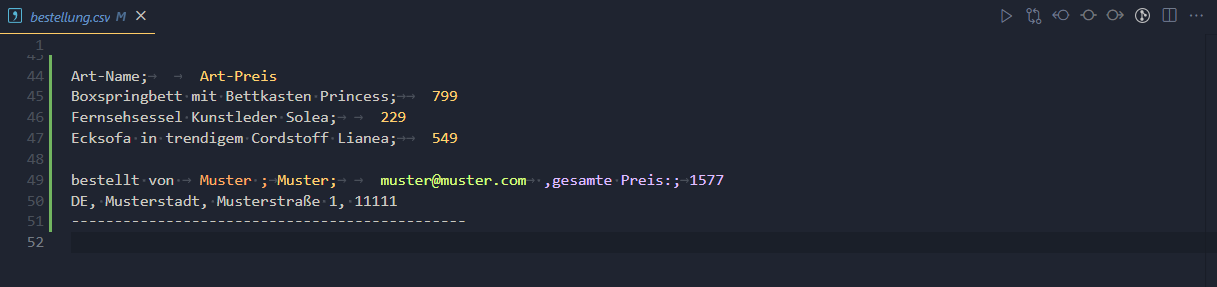 bestellung.csv M
1
43
44 Art-Name; Art-Preis
45 Boxspringbett mit Bettkasten Princess; 799
46 Fernsehsessel Kunstleder Solea; 229
47 Ecksofa in trendigem Cordstoff Lianea; 549
48
49 bestellt von Muster ; Muster; muster@muster.com ,gesamte Preis:; 1577
50 DE, Musterstadt, Musterstraße 1, 11111
51 ----------------------------------------------
52